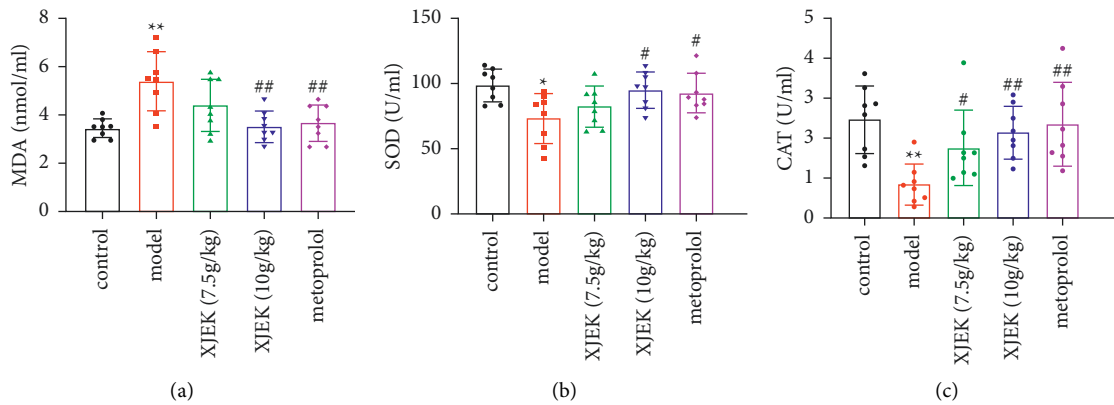 MDA (nmol/ml)
8
6
4
2
0
**
##
##
control
model
XJEK (7.5g/kg)
XJEK (10g/kg)
metoprolol
(a)
SOD (U/ml)
150
100
50
0
*
#
#
control
model
XJEK (7.5g/kg)
XJEK (10g/kg)
metoprolol
(b)
CAT (U/ml)
5
3
3
1
0
**
#
##
##
control
model
XJEK (7.5g/kg)
XJEK (10g/kg)
metoprolol
(c)